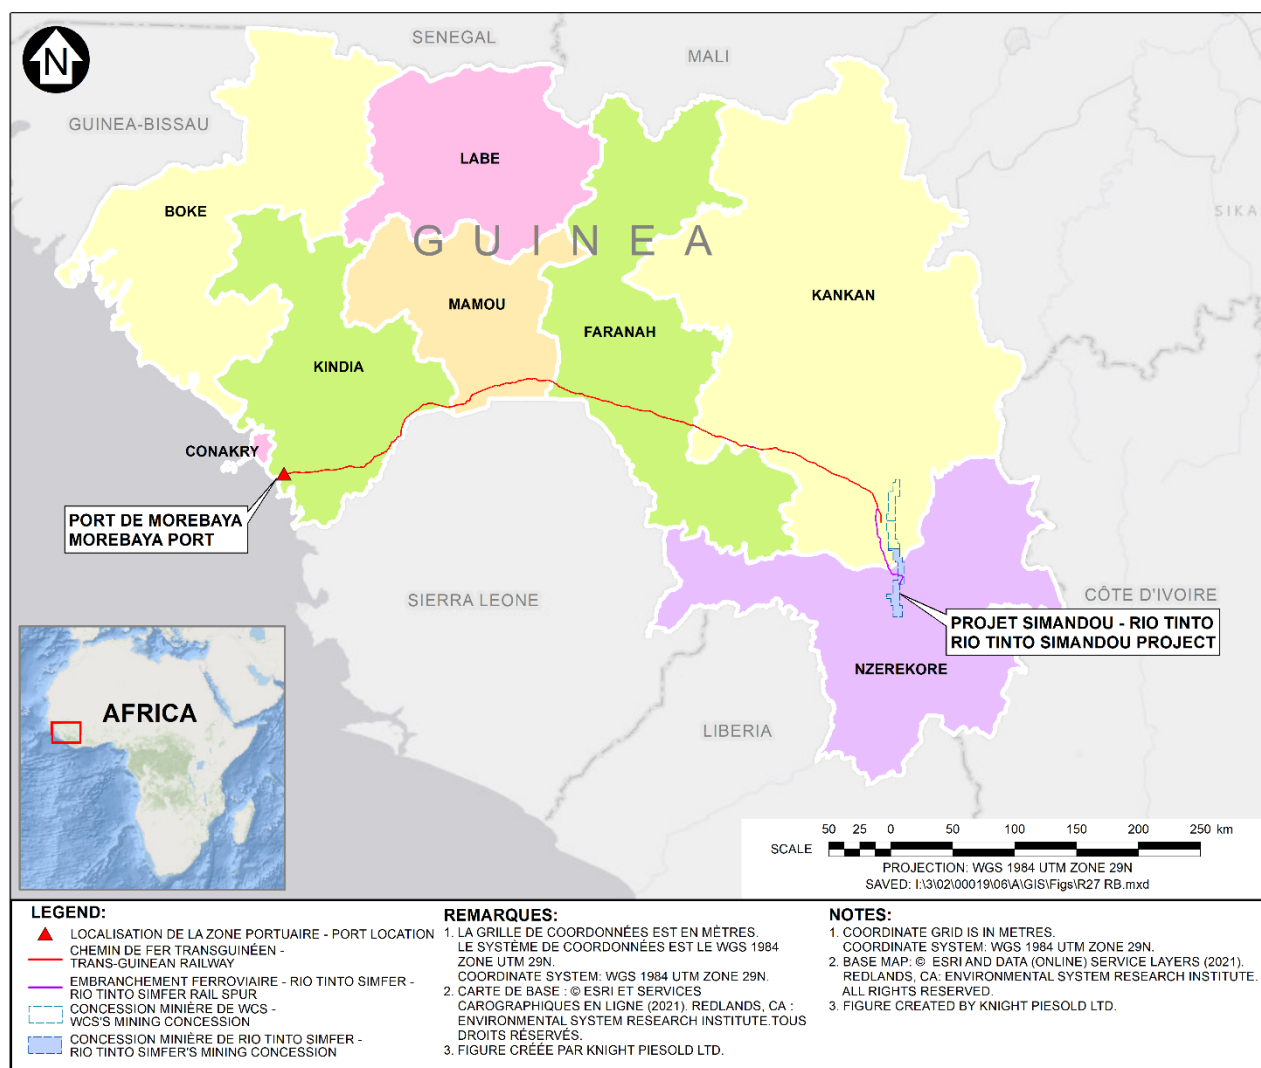 N
SENEGAL
MALI
GUINEA-BISSAU
LABE
BOKE
SIKA
GUINEA
KANKAN
MAMOU
FARANAH
KINDIA
CONAKRY
PORT DE MOREBAYA
MOREBAYA PORT
SIERRA LEONE
CÔTE D'IVOIRE
PROJET SIMANDOU - RIO TINTO
RIO TINTO SIMANDOU PROJECT
NZEREKORE
LIBERIA
AFRICA
50 25 0 50 100 150 200 250 km
SCALE
PROJECTION: WGS 1984 UTM ZONE 29N
SAVED: I:\3\02\00019\06\A\GIS\Figs\R27 RB.mxd
LEGEND:
LOCALISATION DE LA ZONE PORTUAIRE - PORT LOCATION
CHEMIN DE FER TRANSGUINÉEN -
TRANS-GUINEAN RAILWAY
EMBRANCHEMENT FERROVIAIRE - RIO TINTO SIMFER -
RIO TINTO SIMFER RAIL SPUR
CONCESSION MINIÈRE DE WCS -
WCS'S MINING CONCESSION
CONCESSION MINIÈRE DE RIO TINTO SIMFER -
RIO TINTO SIMFER'S MINING CONCESSION
REMARQUES:
1. LA GRILLE DE COORDONNÉES EST EN MÈTRES.
LE SYSTÈME DE COORDONNÉES EST LE WGS 1984
ZONE UTM 29N.
COORDINATE SYSTEM: WGS 1984 UTM ZONE 29N.
2. CARTE DE BASE : © ESRI ET SERVICES
CAROGRAPHIQUES EN LIGNE (2021). REDLANDS, CA :
ENVIRONMENTAL SYSTEM RESEARCH INSTITUTE.TOUS
DROITS RÉSERVÉS.
3. FIGURE CRÉÉE PAR KNIGHT PIESOLD LTD.
NOTES:
1. COORDINATE GRID IS IN METRES.
COORDINATE SYSTEM: WGS 1984 UTM ZONE 29N.
2. BASE MAP: © ESRI AND DATA (ONLINE) SERVICE LAYERS (2021).
REDLANDS, CA: ENVIRONMENTAL SYSTEM RESEARCH INSTITUTE.
ALL RIGHTS RESERVED.
3. FIGURE CREATED BY KNIGHT PIESOLD LTD.